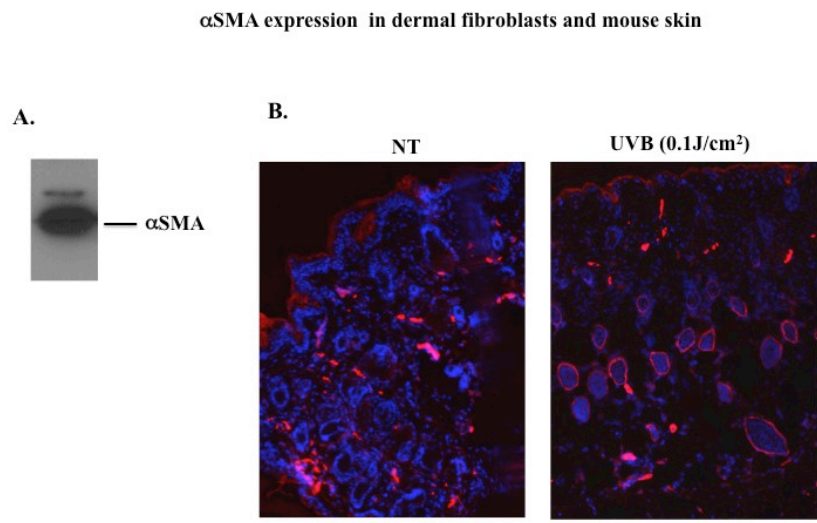 αSMA expression in dermal fibroblasts and mouse skin
A.
αSMA
B.
NT
UVB (0.1J/cm²)